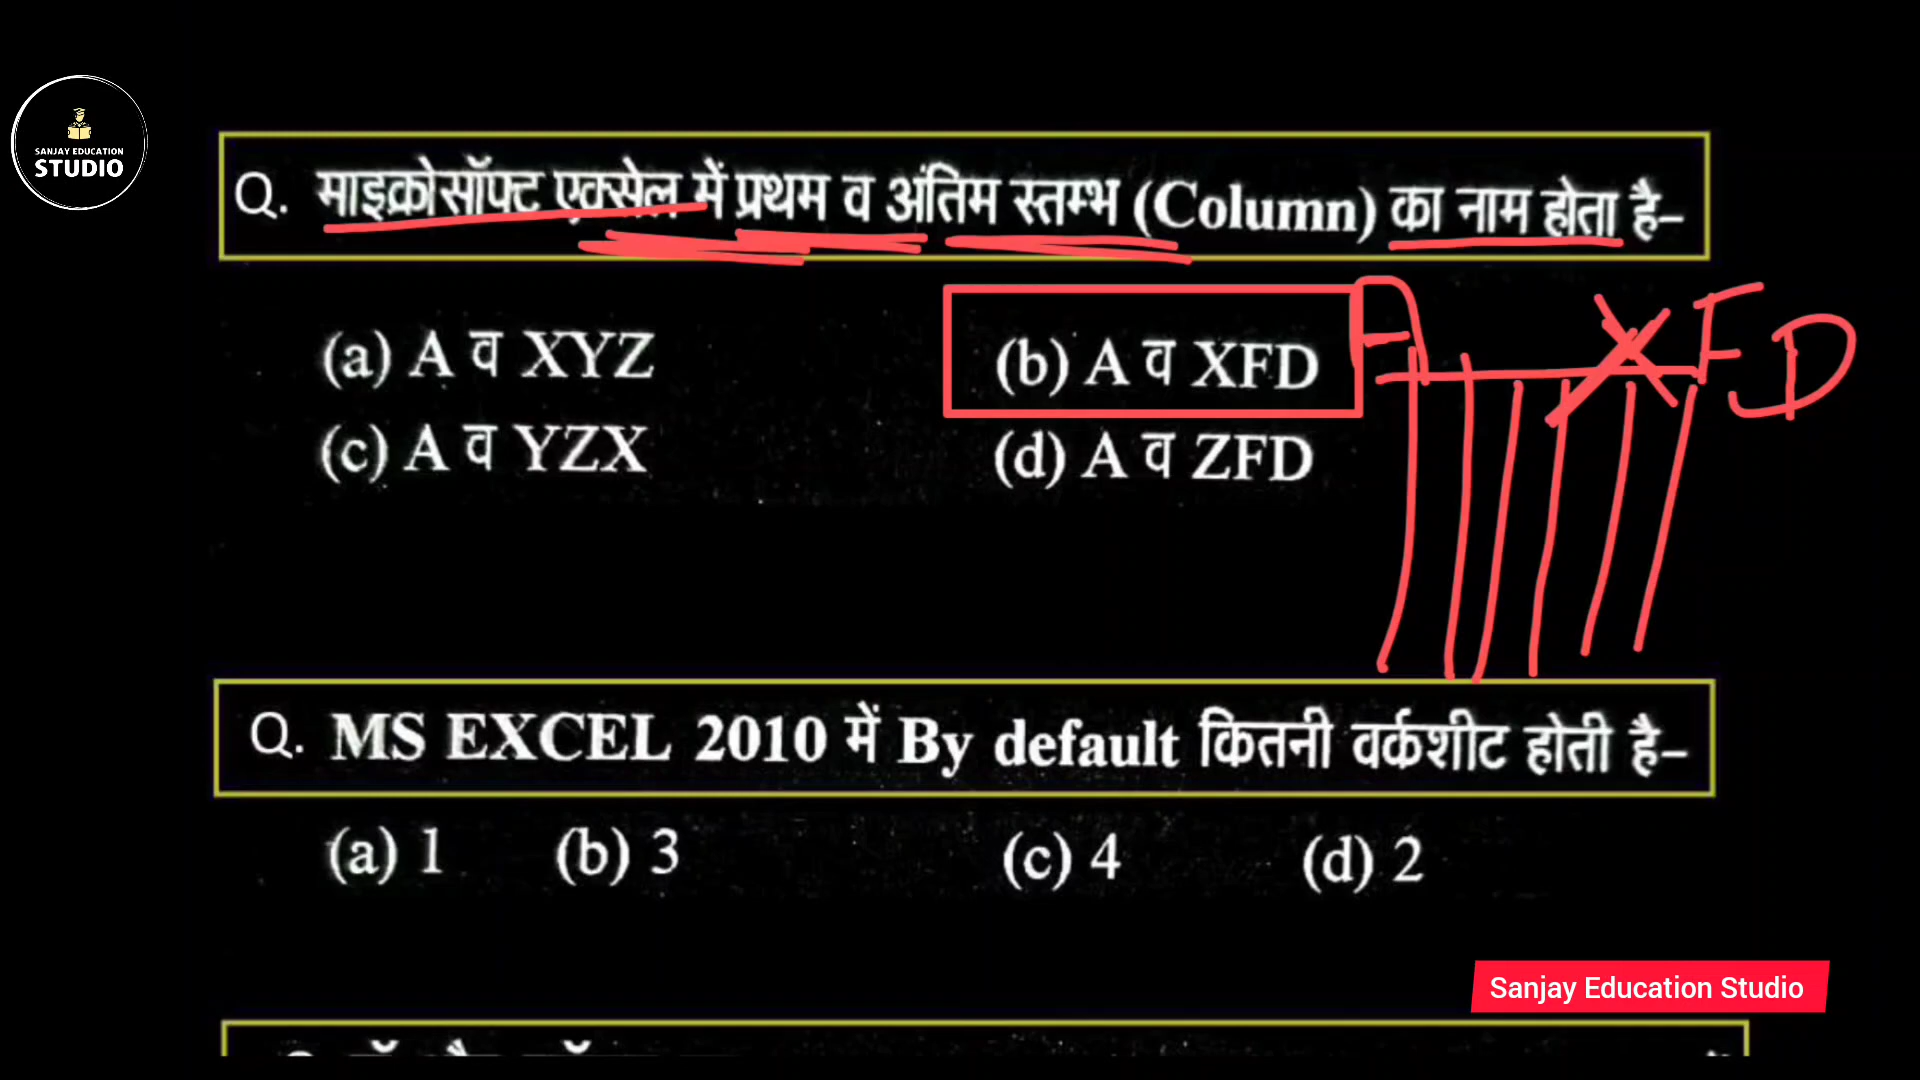 SANJAY EDUCATION
STUDIO
Q. माइक्रोसॉफ्ट एक्सेल में प्रथम व अंतिम स्तम्भ (Column) का नाम होता है–
(a) A व XYZ
(b) A व XFD
A XFD
(c) A व YZX
(d) A व ZFD
Q. MS EXCEL 2010 में By default कितनी वर्कशीट होती है–
(a) 1 (b) 3 (c) 4 (d) 2
Sanjay Education Studio